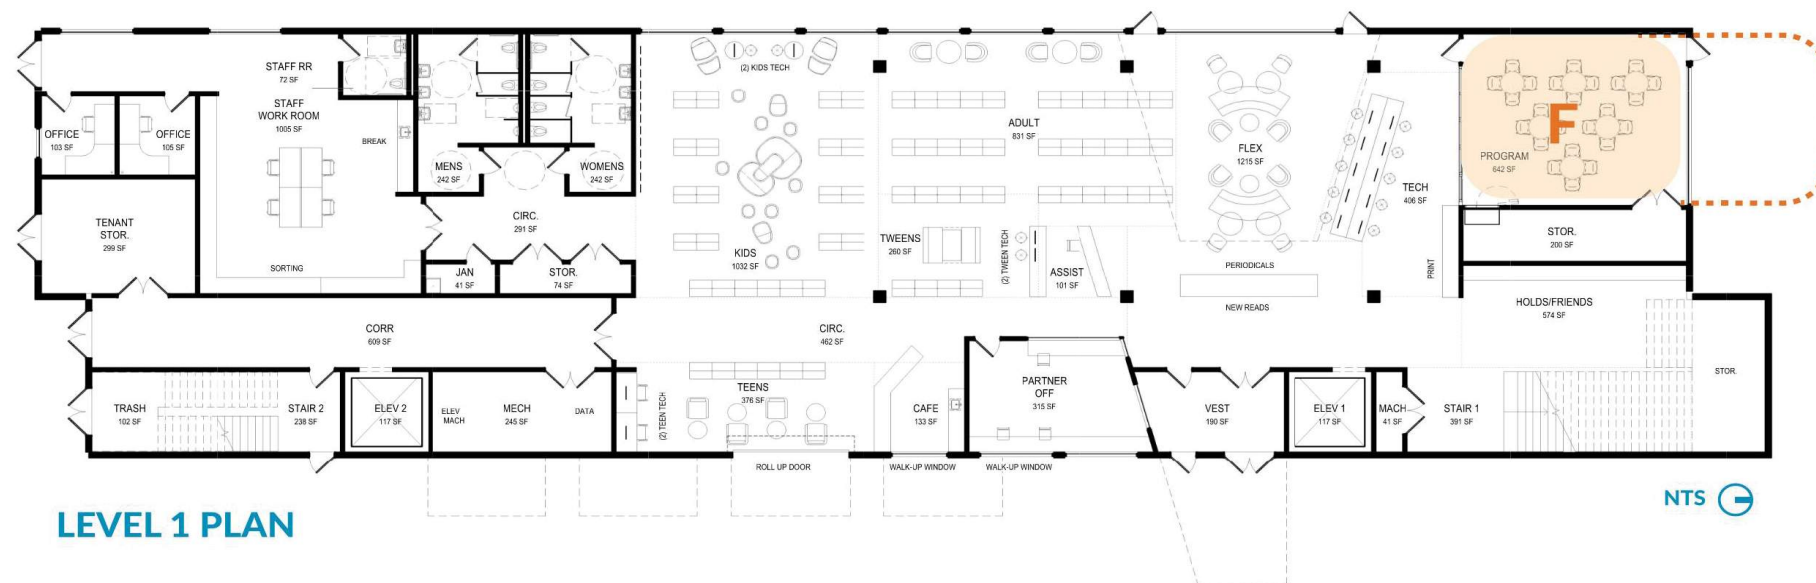 STAFF RR
72 SF
STAFF
WORK ROOM
1005 SF
OFFICE
103 SF
OFFICE
105 SF
BREAK
MENS
242 SF
WOMENS
242 SF
TENANT
STOR.
299 SF
SORTING
CIRC.
291 SF
JAN
41 SF
STOR.
74 SF
(2) KIDS TECH
KIDS
1032 SF
ADULT
831 SF
TWEENS
260 SF
(2) TWEEN TECH
ASSIST
101 SF
FLEX
1215 SF
PERIODICALS
NEW READS
TECH
406 SF
PRINT
F
PROGRAM
642 SF
STOR.
200 SF
HOLDS/FRIENDS
574 SF
CORR
609 SF
CIRC.
462 SF
TRASH
102 SF
STAIR 2
238 SF
ELEV 2
117 SF
ELEV
MACH
MECH
245 SF
DATA
(2) TEEN TECH
TEENS
376 SF
ROLL UP DOOR
CAFE
133 SF
WALK-UP WINDOW
PARTNER
OFF
315 SF
WALK-UP WINDOW
VEST
190 SF
ELEV 1
117 SF
MACH
41 SF
STAIR 1
391 SF
STOR.
LEVEL 1 PLAN
NTS